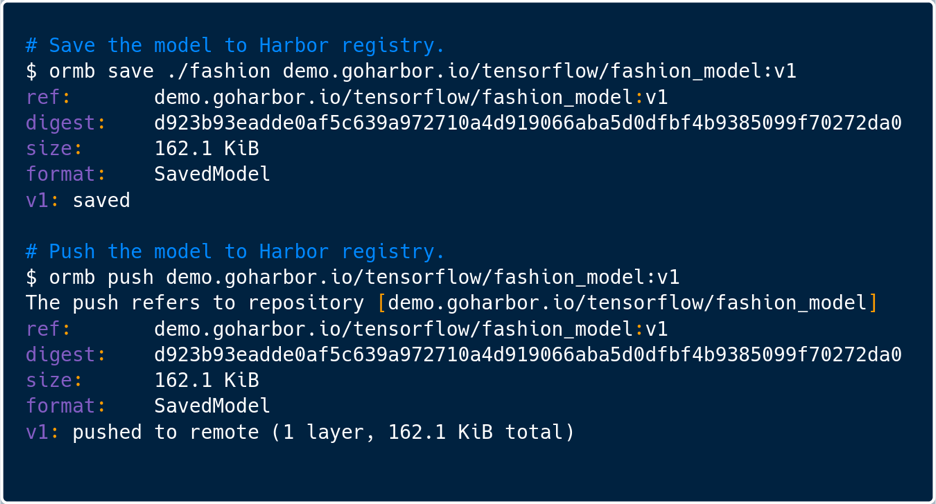 # Save the model to Harbor registry.
$ ormb save ./fashion demo.goharbor.io/tensorflow/fashion_model:v1
ref: demo.goharbor.io/tensorflow/fashion_model:v1
digest: d923b93eadde0af5c639a972710a4d919066aba5d0dfbf4b9385099f70272da0
size: 162.1 KiB
format: SavedModel
v1: saved
# Push the model to Harbor registry.
$ ormb push demo.goharbor.io/tensorflow/fashion_model:v1
The push refers to repository [demo.goharbor.io/tensorflow/fashion_model]
ref: demo.goharbor.io/tensorflow/fashion_model:v1
digest: d923b93eadde0af5c639a972710a4d919066aba5d0dfbf4b9385099f70272da0
size: 162.1 KiB
format: SavedModel
v1: pushed to remote (1 layer, 162.1 KiB total)